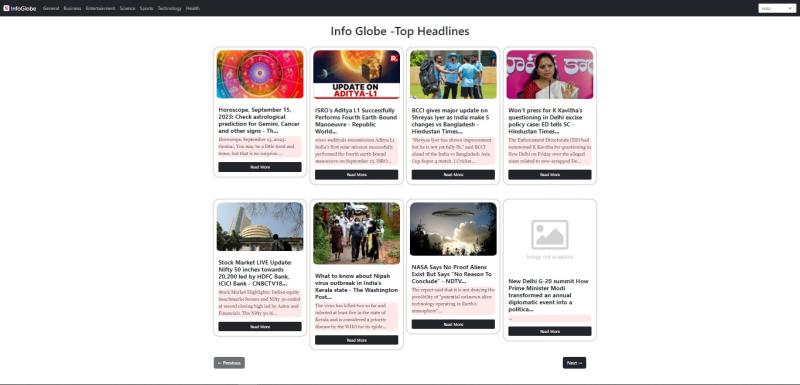 InfoGlobe General Business Entertainment Science Sports Technology Health India
Info Globe -Top Headlines
Horoscope, September 15,
2023: Check astrological
prediction for Gemini, Cancer
and other signs - Th...
Horoscope, September 15, 2023:
Gemini, You may be a little tired and
tense, but that is no surprise...
Read More
UPDATE ON
ADITYA-L1
ISRO's Aditya L1 Successfully
Performs Fourth Earth-Bound
Manoeuvre - Republic
World...
#isro #adityal1 #sunmission Aditya L1
India's first solar mission successfully
performed the fourth earth-bound
manoeuvre on September 15. ISRO...
Read More
BCCI gives major update on
Shreyas Iyer as India make 5
changes vs Bangladesh -
Hindustan Times...
"Shreyas Iyer has shown improvement
but he is not yet fully fit," said BCCI
ahead of the India vs Bangladesh Asia
Cup Super 4 match. | Cricket...
Read More
Won't press for K Kavitha's
questioning in Delhi excise
policy case: ED tells SC -
Hindustan Times...
The Enforcement Directorate (ED) had
summoned K Kavitha for questioning in
New Delhi on Friday over the alleged
scam related to now-scrapped De...
Read More
Stock Market LIVE Update:
Nifty 50 inches towards
20,200 led by HDFC Bank,
ICICI Bank - CNBCTV18...
Stock Market Highlights: Indian equity
benchmarks Sensex and Nifty 50 ended
at record closing high led by Autos and
Financials. The Nifty 50 hi...
Read More
What to know about Nipah
virus outbreak in India's
Kerala state - The Washington
Post...
The virus has killed two so far and
infected at least five in the state of
Kerala and is considered a priority
disease by the WHO for its epide...
Read More
NASA Says No Proof Aliens
Exist But Says "No Reason To
Conclude" - NDTV...
The report said that it is not denying the
possibility of "potential unknown alien
technology operating in Earth's
atmosphere"...
Read More
Image not available
New Delhi G-20 summit How
Prime Minister Modi
transformed an annual
diplomatic event into a
politica...
...
Read More
← Previous
Next →